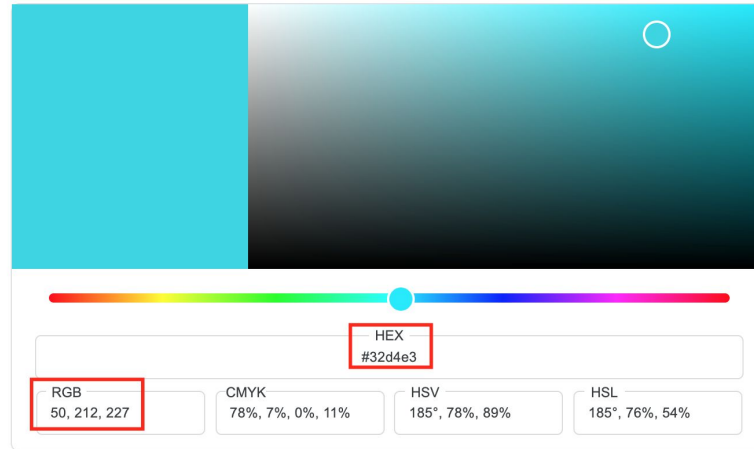 HEX
#32d4e3
RGB
50, 212, 227
CMYK
78%, 7%, 0%, 11%
HSV
185°, 78%, 89%
HSL
185°, 76%, 54%